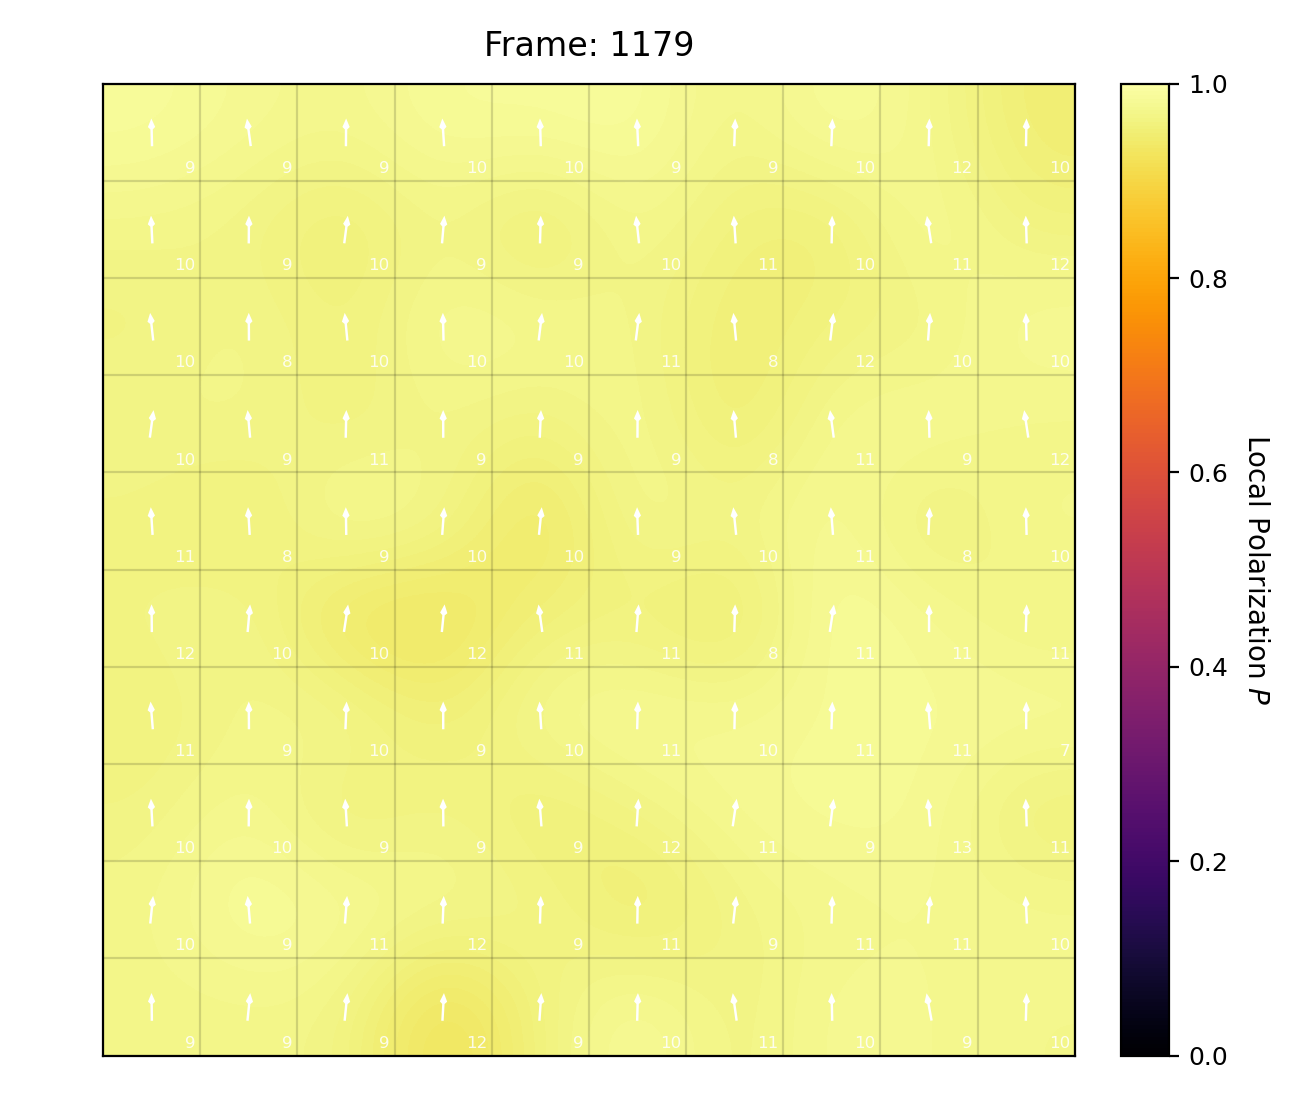 Frame: 1179
9 9 9 10 10 9 9 10 12 10
10 9 10 9 9 10 11 10 11 12
10 8 10 10 10 11 8 12 10 10
10 9 11 9 9 9 8 11 9 12
11 8 9 10 10 9 10 11 8 10
12 10 10 12 11 11 8 11 11 11
11 9 10 9 10 11 10 11 11 7
10 10 9 9 9 12 11 9 13 11
10 9 11 12 9 11 9 11 11 10
9 9 9 12 9 10 11 10 9 10
1.0
0.8
0.6
0.4
0.2
0.0
Local Polarization P